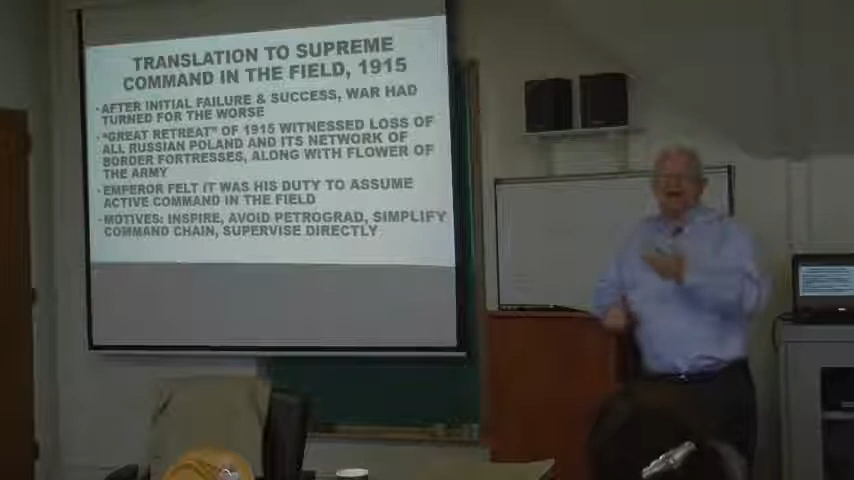 TRANSLATION TO SUPREME
COMMAND IN THE FIELD, 1915
•AFTER INITIAL FAILURE & SUCCESS, WAR HAD
TURNED FOR THE WORSE
•"GREAT RETREAT" OF 1915 WITNESSED LOSS OF
ALL RUSSIAN POLAND AND ITS NETWORK OF
BORDER FORTRESSES, ALONG WITH FLOWER OF
THE ARMY
•EMPEROR FELT IT WAS HIS DUTY TO ASSUME
ACTIVE COMMAND IN THE FIELD
•MOTIVES: INSPIRE, AVOID PETROGRAD, SIMPLIFY
COMMAND CHAIN, SUPERVISE DIRECTLY